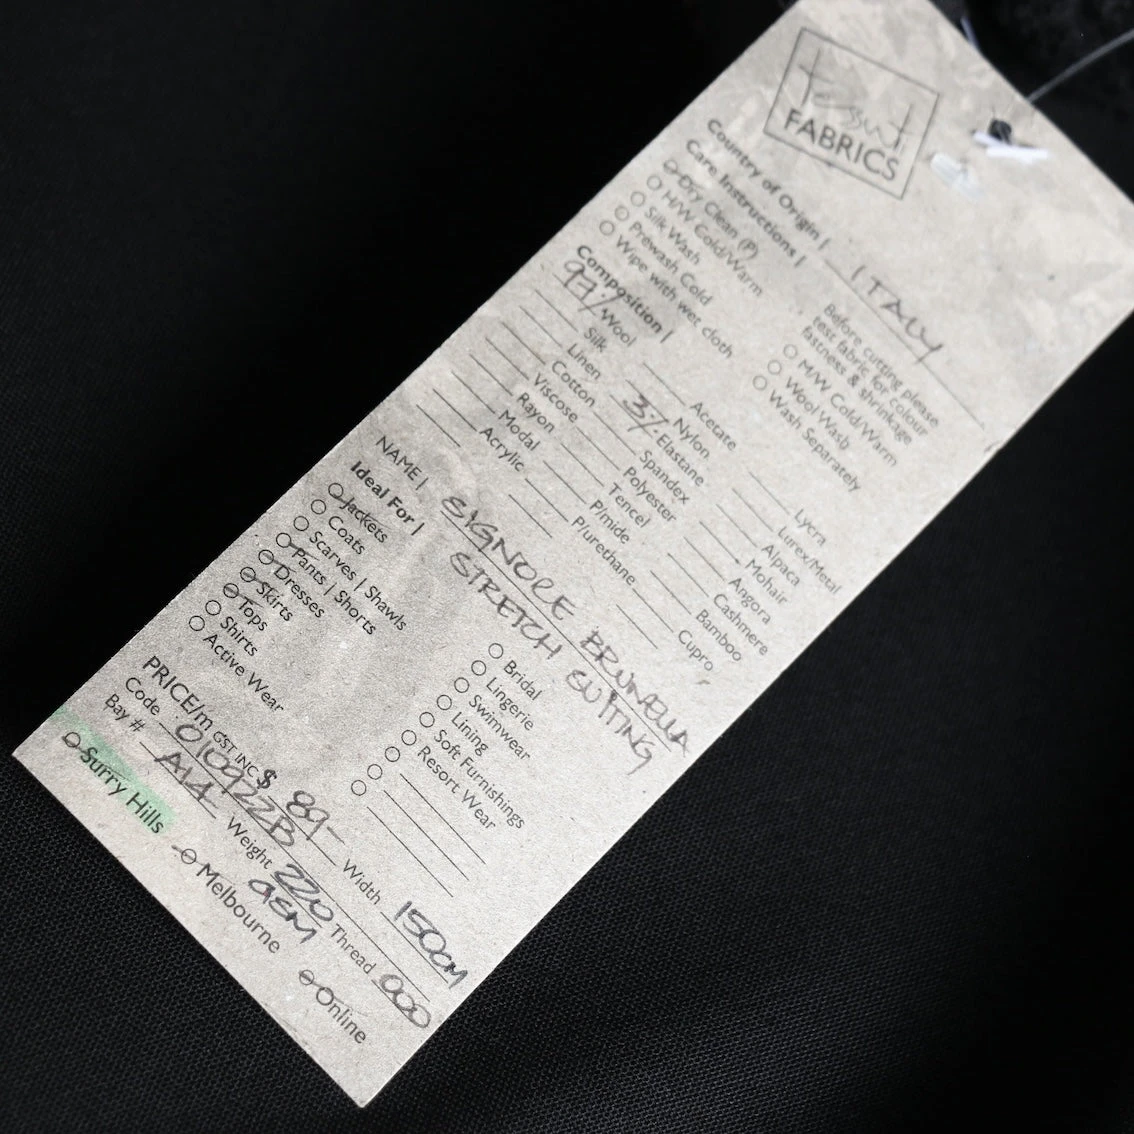 tessuti
FABRICS
Country of Origin | ITALY
Care Instructions |
Dry Clean (P)
H/W Cold/Warm
Silk Wash
Prewash Cold
Wipe with wet cloth
Before cutting please
test fabric for colour
fastness & shrinkage
M/W Cold/Warm
Wool Wash
Wash Separately
Composition |
97% Wool
Silk
Linen
Cotton
Viscose
Rayon
Modal
Acrylic
Acetate
Nylon
3% Elastane
Spandex
Polyester
Tencel
P/mide
P/urethane
Lycra
Lurex/Metal
Alpaca
Mohair
Angora
Cashmere
Bamboo
Cupro
NAME | SIGNORE BRUNELLA
STRETCH SUITING
Ideal For |
Jackets
Coats
Scarves | Shawls
Pants | Shorts
Dresses
Skirts
Tops
Shirts
Active Wear
Bridal
Lingerie
Swimwear
Lining
Soft Furnishings
Resort Wear
PRICE/m GST INC $ 89- Width 150cm
Code 010922B Weight 220 GSM Thread 000
Bay # A14
Surry Hills Melbourne Online